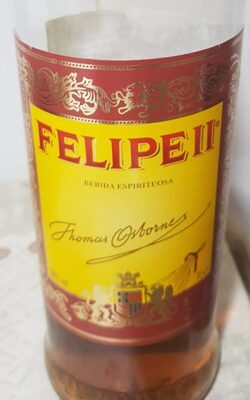 FELIPE II
BEBIDA ESPIRITUOSA
Thomas Osborne